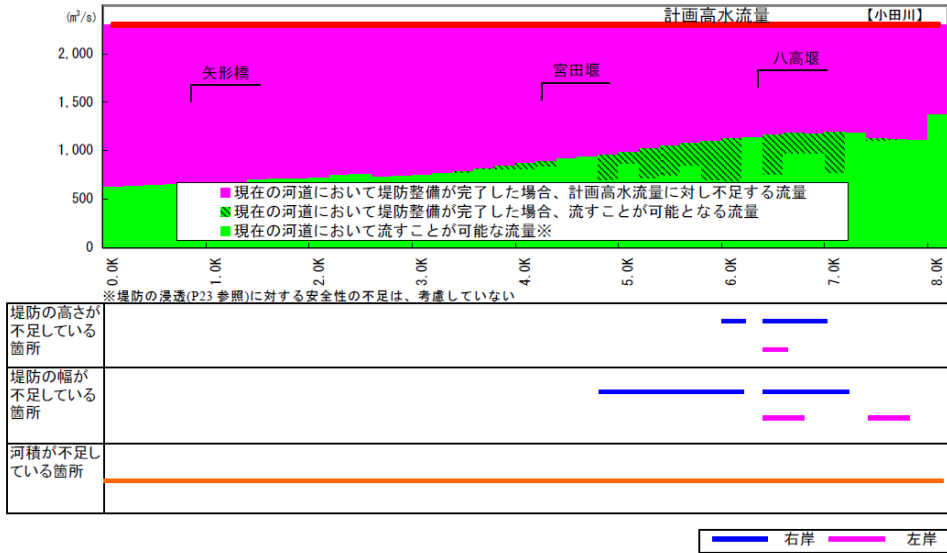 (m³/s)
計画高水流量
【小田川】
2,000
1,500
1,000
500
0
矢形橋
宮田堰
八高堰
現在の河道において堤防整備が完了した場合、計画高水流量に対し不足する流量
現在の河道において堤防整備が完了した場合、流すことが可能となる流量
現在の河道において流すことが可能な流量※
0.0K
1.0K
2.0K
3.0K
4.0K
5.0K
6.0K
7.0K
8.0K
※堤防の浸透(P23 参照)に対する安全性の不足は、考慮していない
堤防の高さが
不足している
箇所
堤防の幅が
不足している
箇所
河積が不足し
ている箇所
右岸
左岸